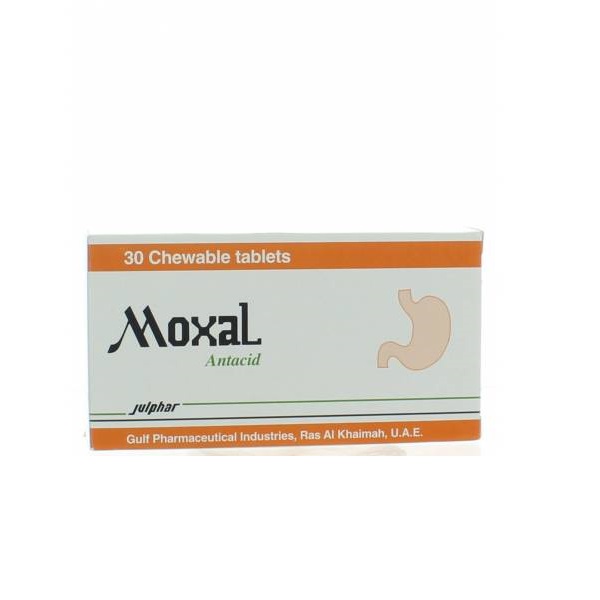 30 Chewable tablets
Moxal
Antacid
julphar
Gulf Pharmaceutical Industries, Ras Al Khaimah, U.A.E.